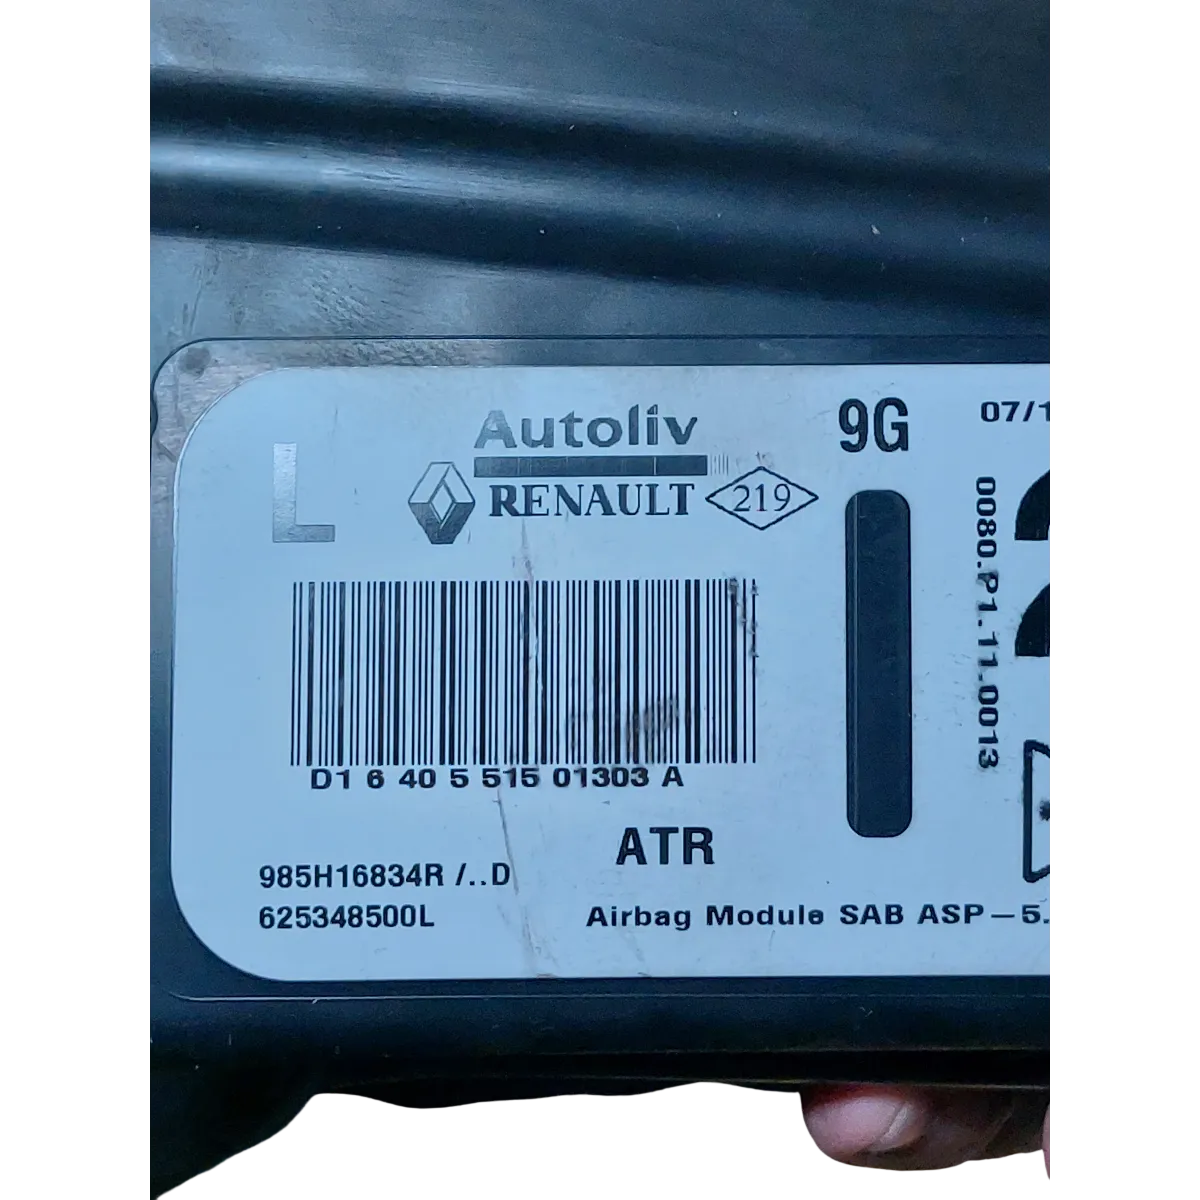 L
Autoliv
RENAULT
219
9G
07/1
0080.P1.11.0013
D1 6 40 5 515 01303 A
ATR
985H16834R /..D
625348500L
Airbag Module SAB ASP-5.